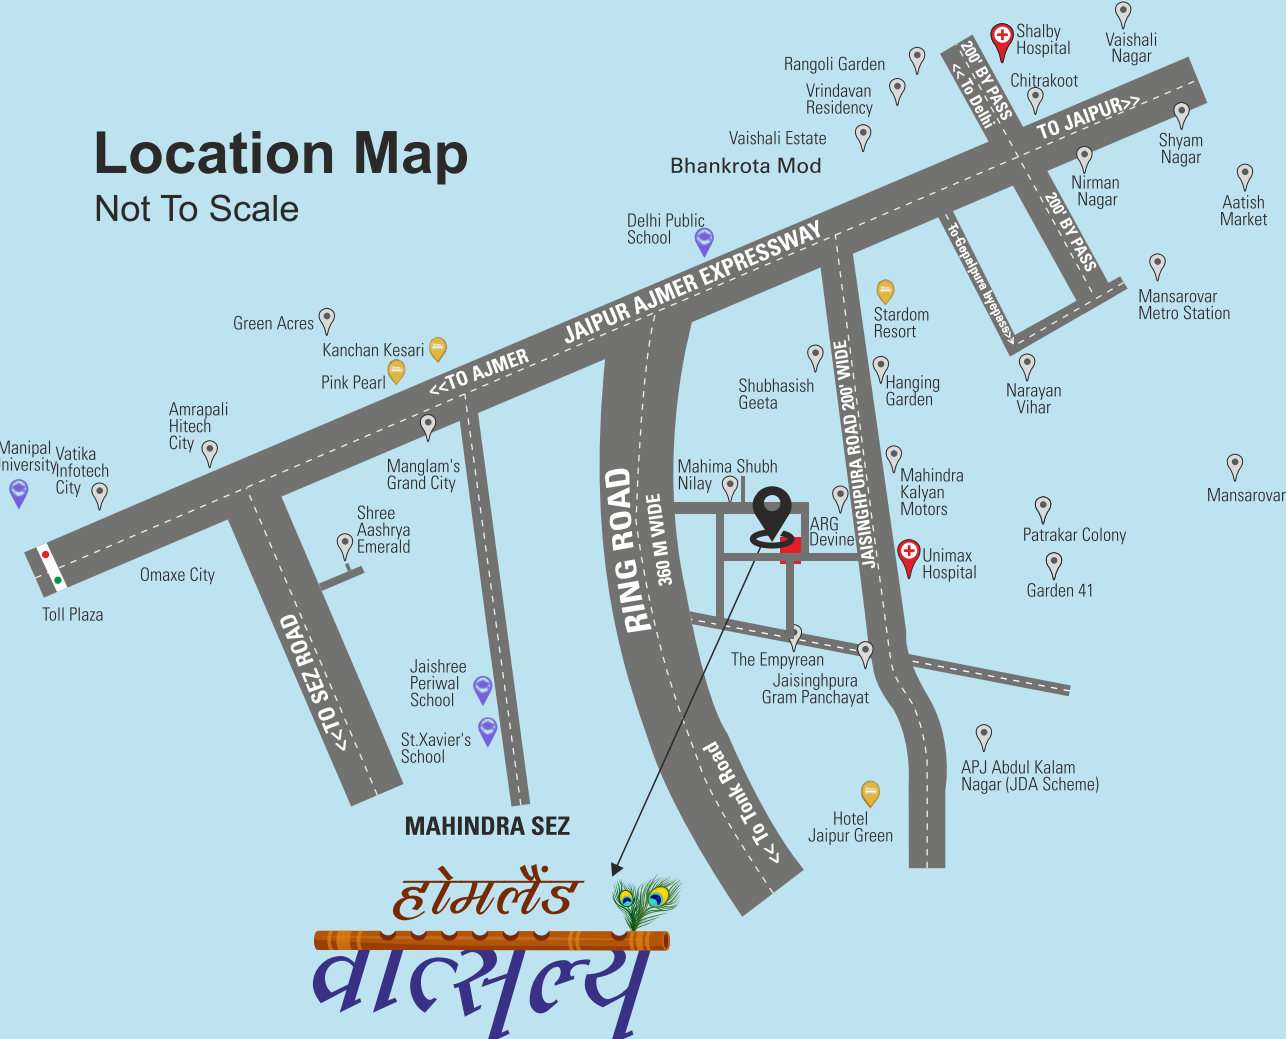 Location Map
Not To Scale
Shalby
Hospital
Vaishali
Nagar
Rangoli Garden
Vrindavan
Residency
Vaishali Estate
Bhankrota Mod
200' BY PASS
<< To Delhi
Chitrakoot
TO JAIPUR>>
Shyam
Nagar
Nirman
Nagar
Aatish
Market
200' BY PASS
To Gopalpura byepass>>
Mansarovar
Metro Station
Delhi Public
School
JAIPUR AJMER EXPRESSWAY
<<TO AJMER
Green Acres
Kanchan Kesari
Pink Pearl
Stardom
Resort
Shubhasish
Geeta
Hanging
Garden
Narayan
Vihar
JAISINGHPURA ROAD 200' WIDE
Amrapali
Hitech
City
Manipal
University
Vatika
Infotech
City
Manglam's
Grand City
Mahima Shubh
Nilay
Mahindra
Kalyan
Motors
Mansarovar
Shree
Aashrya
Emerald
RING ROAD
360 M WIDE
ARG
Devine
Patrakar Colony
Unimax
Hospital
Garden 41
Omaxe City
Toll Plaza
<<TO SEZ ROAD
Jaishree
Periwal
School
St.Xavier's
School
The Empyrean
Jaisinghpura
Gram Panchayat
<< To Tonk Road
APJ Abdul Kalam
Nagar (JDA Scheme)
Hotel
Jaipur Green
MAHINDRA SEZ
होमलैंड
वात्सल्य